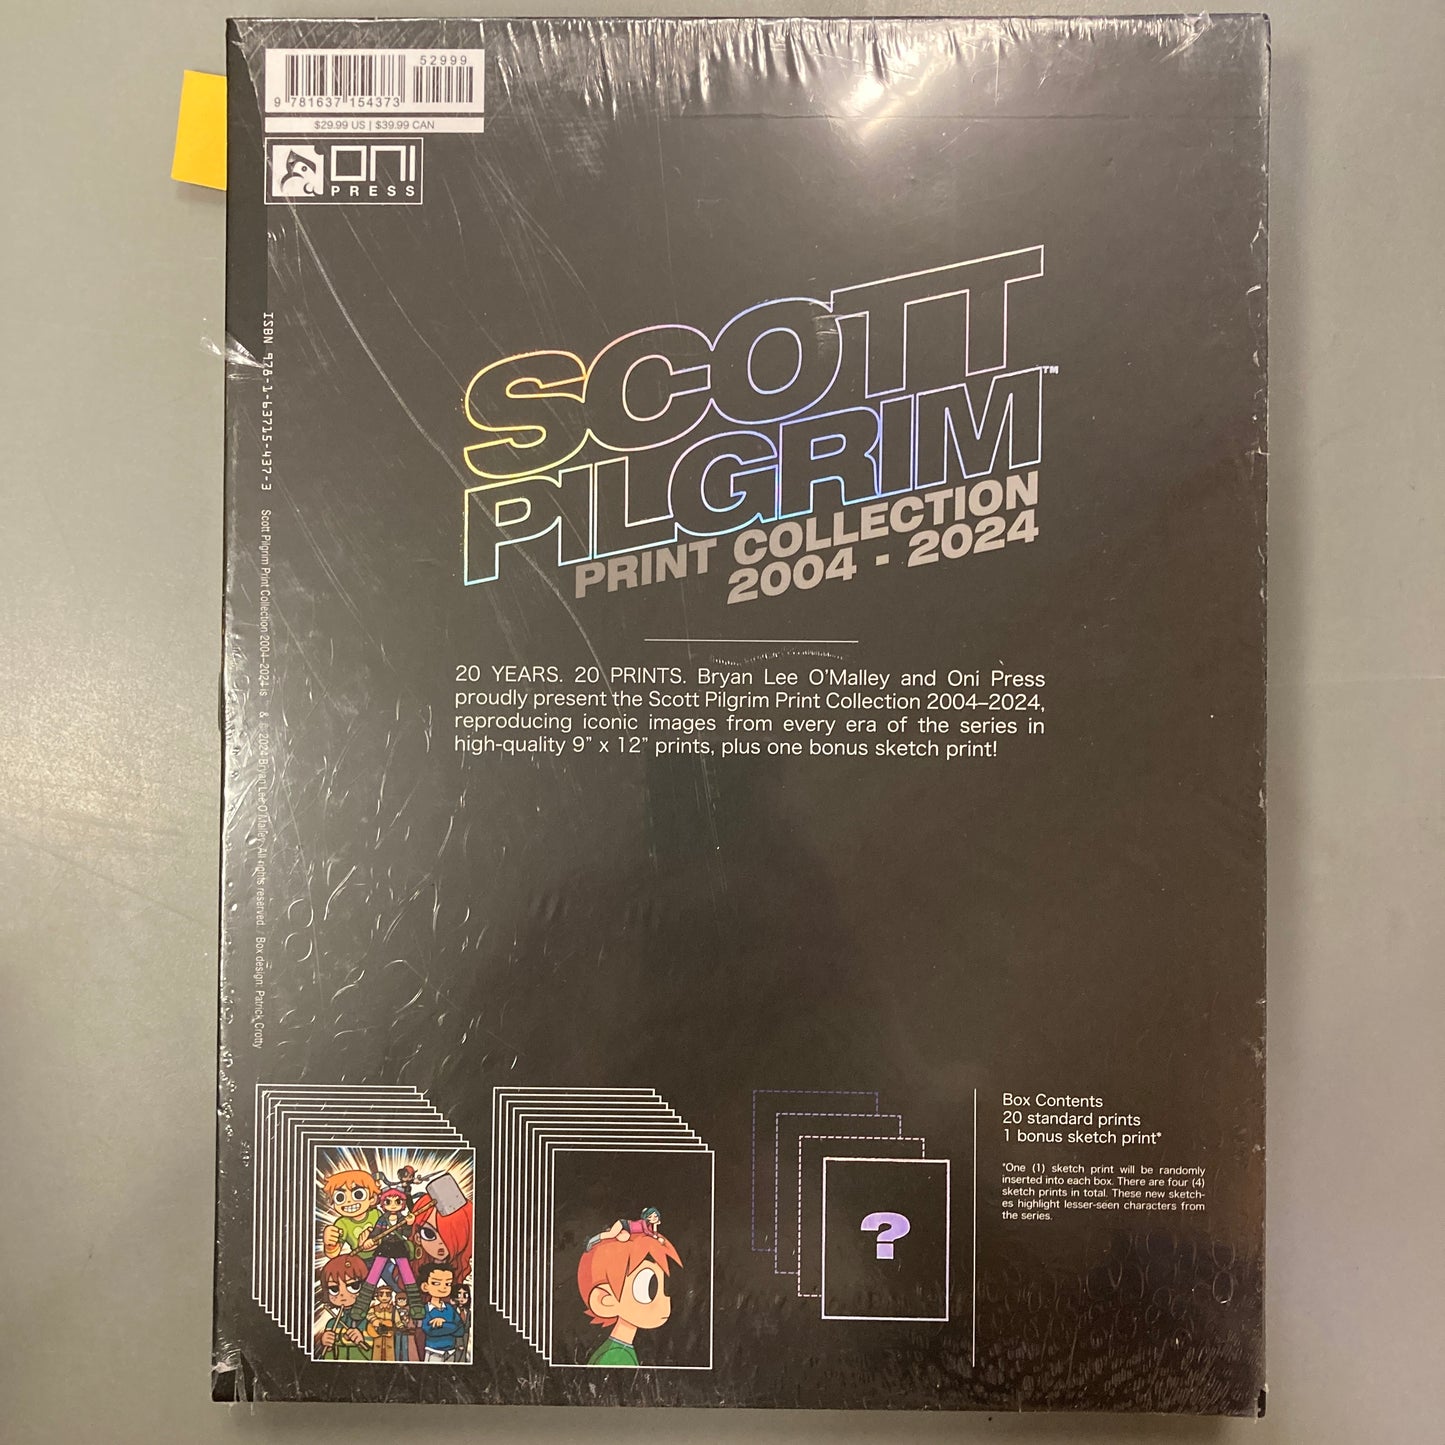 52999
9 781637 154373
$29.99 US | $39.99 CAN
ONI
PRESS
ISBN 978-1-63715-437-3
Scott Pilgrim Print Collection 2004–2024 is & © 2024 Bryan Lee O'Malley. All rights reserved. Box design: Patrick Crotty
SCOTT
PILGRIM™
PRINT COLLECTION
2004 - 2024
20 YEARS. 20 PRINTS. Bryan Lee O’Malley and Oni Press
proudly present the Scott Pilgrim Print Collection 2004–2024,
reproducing iconic images from every era of the series in
high-quality 9” x 12” prints, plus one bonus sketch print!
?
Box Contents
20 standard prints
1 bonus sketch print*
*One (1) sketch print will be randomly
inserted into each box. There are four (4)
sketch prints in total. These new sketch-
es highlight lesser-seen characters from
the series.